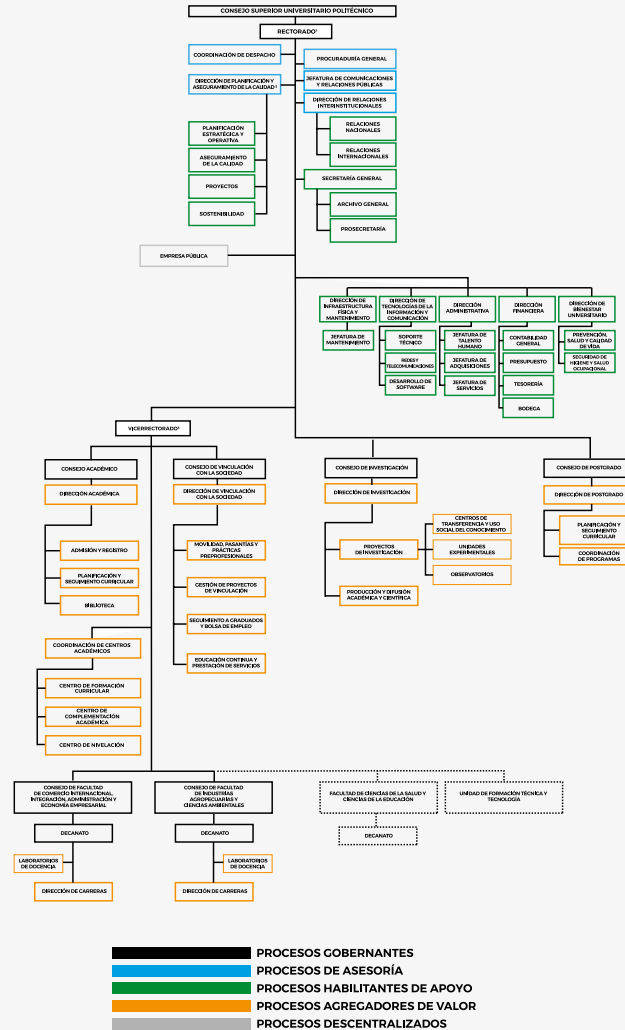 CONSEJO SUPERIOR UNIVERSITARIO POLITÉCNICO
RECTORADO¹
COORDINACIÓN DE DESPACHO
PROCURADURÍA GENERAL
DIRECCIÓN DE PLANIFICACIÓN Y
ASEGURAMIENTO DE LA CALIDAD²
JEFATURA DE COMUNICACIONES
Y RELACIONES PÚBLICAS
DIRECCIÓN DE RELACIONES
INTERINSTITUCIONALES
PLANIFICACIÓN
ESTRATÉGICA Y
OPERATIVA
RELACIONES
NACIONALES
ASEGURAMIENTO
DE LA CALIDAD
RELACIONES
INTERNACIONALES
PROYECTOS
SECRETARÍA GENERAL
SOSTENIBILIDAD
ARCHIVO GENERAL
PROSECRETARÍA
EMPRESA PÚBLICA
DIRECCIÓN DE
INFRAESTRUCTURA
FÍSICA Y
MANTENIMIENTO
DIRECCIÓN DE
TECNOLOGÍAS DE LA
INFORMACIÓN Y
COMUNICACIÓN
DIRECCIÓN
ADMINISTRATIVA
DIRECCIÓN
FINANCIERA
DIRECCIÓN DE
BIENESTAR
UNIVERSITARIO
JEFATURA DE
MANTENIMIENTO
SOPORTE
TÉCNICO
JEFATURA DE
TALENTO
HUMANO
CONTABILIDAD
GENERAL
PREVENCIÓN,
SALUD Y CALIDAD
DE VIDA
REDES Y
TELECOMUNICACIONES
JEFATURA DE
ADQUISICIONES
PRESUPUESTO
SEGURIDAD DE
HIGIENE Y SALUD
OCUPACIONAL
DESARROLLO DE
SOFTWARE
JEFATURA DE
SERVICIOS
TESORERÍA
BODEGA
VICERRECTORADO³
CONSEJO ACADÉMICO
CONSEJO DE VINCULACIÓN
CON LA SOCIEDAD
CONSEJO DE INVESTIGACIÓN
CONSEJO DE POSTGRADO
DIRECCIÓN ACADÉMICA
DIRECCIÓN DE VINCULACIÓN
CON LA SOCIEDAD
DIRECCIÓN DE INVESTIGACIÓN
DIRECCIÓN DE POSTGRADO
ADMISIÓN Y REGISTRO
MOVILIDAD, PASANTÍAS Y
PRÁCTICAS
PREPROFESIONALES
PROYECTOS
DE INVESTIGACIÓN
CENTROS DE
TRANSFERENCIA Y USO
SOCIAL DEL CONOCIMIENTO
UNIDADES
EXPERIMENTALES
OBSERVATORIOS
PLANIFICACIÓN Y
SEGUIMIENTO
CURRÍCULAR
COORDINACIÓN
DE PROGRAMAS
PLANIFICACIÓN Y
SEGUIMIENTO CURRICULAR
GESTIÓN DE PROYECTOS
DE VINCULACIÓN
PRODUCCIÓN Y DIFUSIÓN
ACADÉMICA Y CIENTÍFICA
BIBLIOTECA
SEGUIMIENTO A GRADUADOS
Y BOLSA DE EMPLEO
COORDINACIÓN DE CENTROS
ACADÉMICOS
EDUCACIÓN CONTINUA Y
PRESTACIÓN DE SERVICIOS
CENTRO DE FORMACIÓN
CURRICULAR
CENTRO DE
COMPLEMENTACIÓN
ACADÉMICA
CENTRO DE NIVELACIÓN
CONSEJO DE FACULTAD
DE COMERCIO INTERNACIONAL,
INTEGRACIÓN, ADMINISTRACIÓN Y
ECONOMÍA EMPRESARIAL
CONSEJO DE FACULTAD
DE INDUSTRIAS
AGROPECUARIAS Y
CIENCIAS AMBIENTALES
FACULTAD DE CIENCIAS DE LA SALUD Y
CIENCIAS DE LA EDUCACIÓN
UNIDAD DE FORMACIÓN TÉCNICA Y
TECNOLOGÍA
DECANATO
DECANATO
DECANATO
LABORATORIOS
DE DOCENCIA
LABORATORIOS
DE DOCENCIA
DIRECCIÓN DE CARRERAS
DIRECCIÓN DE CARRERAS
PROCESOS GOBERNANTES
PROCESOS DE ASESORÍA
PROCESOS HABILITANTES DE APOYO
PROCESOS AGREGADORES DE VALOR
PROCESOS DESCENTRALIZADOS